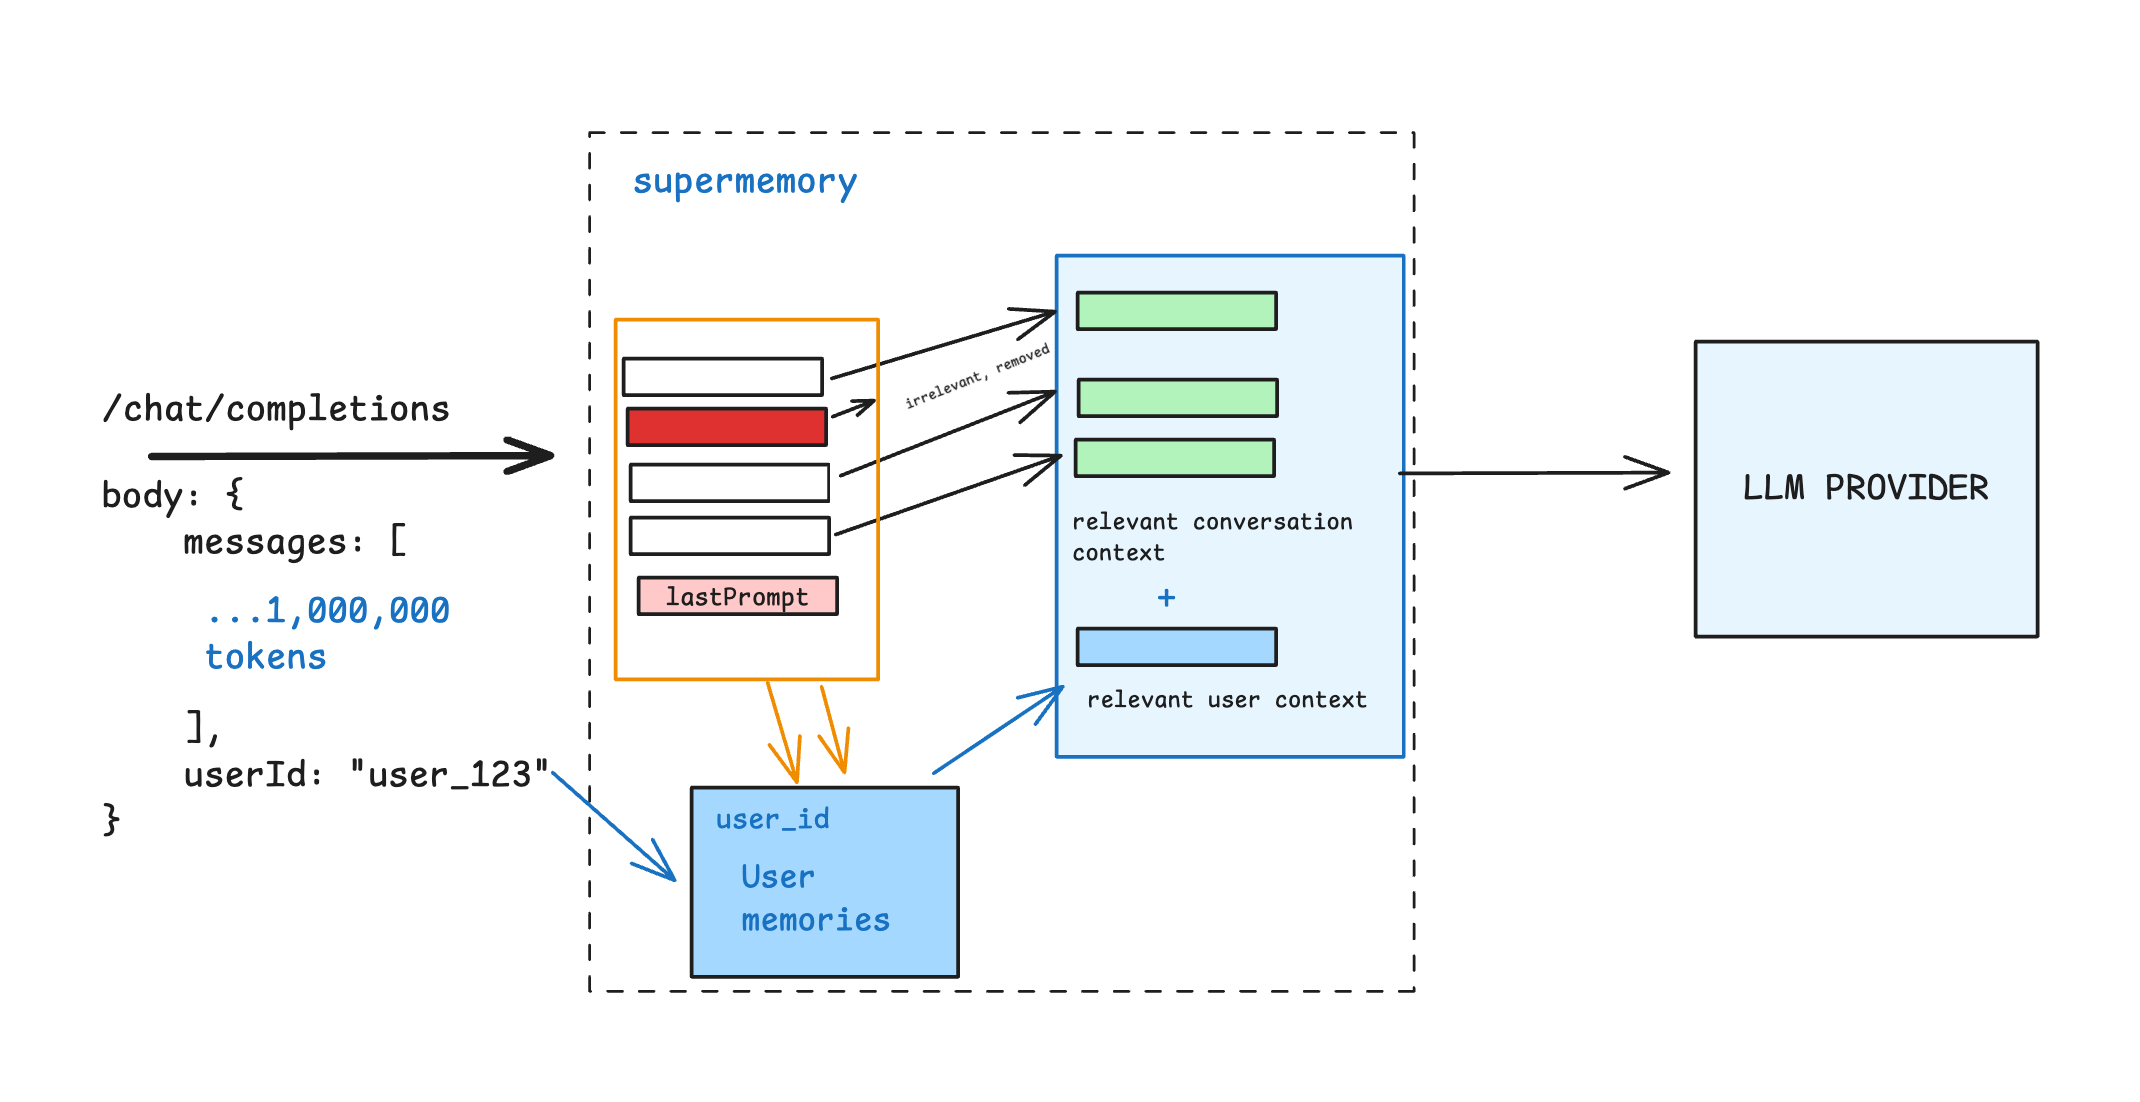 supermemory
/chat/completions
body: {
messages: [
...1,000,000
tokens
],
userId: "user_123"
}
lastPrompt
irrelevant, removed
user_id
User
memories
relevant conversation
context
+
relevant user context
LLM PROVIDER